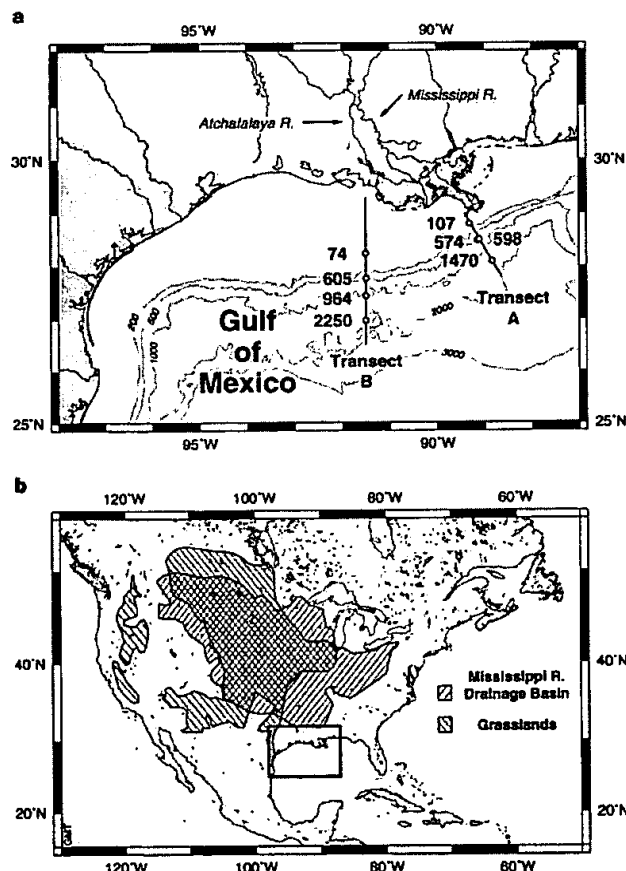 a
95°W 90°W
Mississippi R.
Atchalalaya R.
30°N 30°N
107
574 598
74 1470
605
964 Transect
A
2250
Gulf
of
Mexico
Transect
B
200
500
1000
2000
3000
25°N 25°N
95°W 90°W
b
120°W 100°W 80°W 60°W
40°N 40°N
Mississippi R.
Drainage Basin
Grasslands
20°N 20°N
GMT
120°W 100°W 80°W 60°W